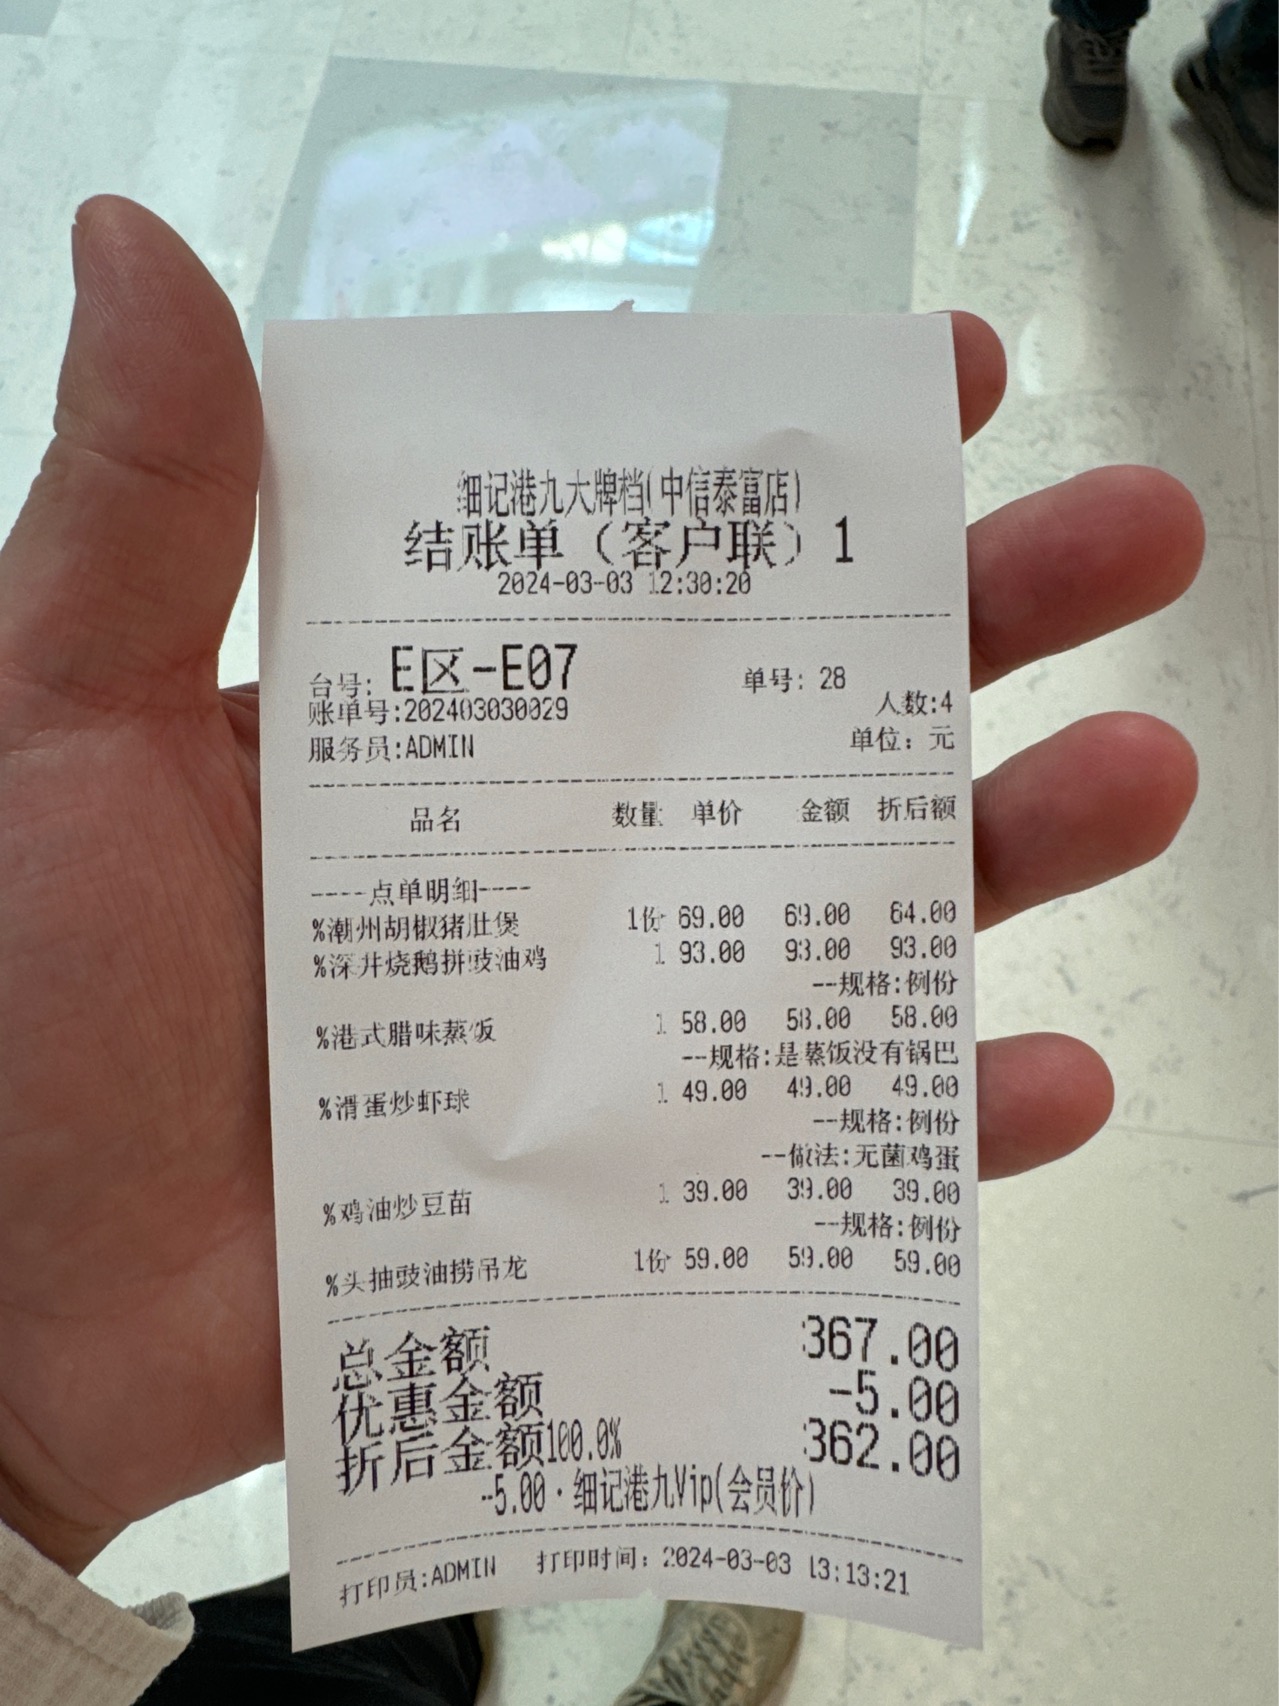 细记港九大牌档(中信泰富店)
结账单（客户联）1
2024-03-03 12:30:20
台号: E区-E07 单号: 28
账单号:202403030029 人数:4
服务员:ADMIN 单位: 元
品名 数量 单价 金额 折后额
----点单明细----
%潮州胡椒猪肚煲 1份 69.00 69.00 64.00
%深井烧鹅拼豉油鸡 1 93.00 93.00 93.00
--规格:例份
%港式腊味蒸饭 1 58.00 58.00 58.00
--规格:是蒸饭没有锅巴
%滑蛋炒虾球 1 49.00 49.00 49.00
--规格:例份
--做法:无菌鸡蛋
%鸡油炒豆苗 1 39.00 39.00 39.00
--规格:例份
%头抽豉油捞吊龙 1份 59.00 59.00 59.00
总金额 367.00
优惠金额 -5.00
折后金额100.0% 362.00
-5.00·细记港九Vip(会员价)
打印员:ADMIN 打印时间: 2024-03-03 13:13:21